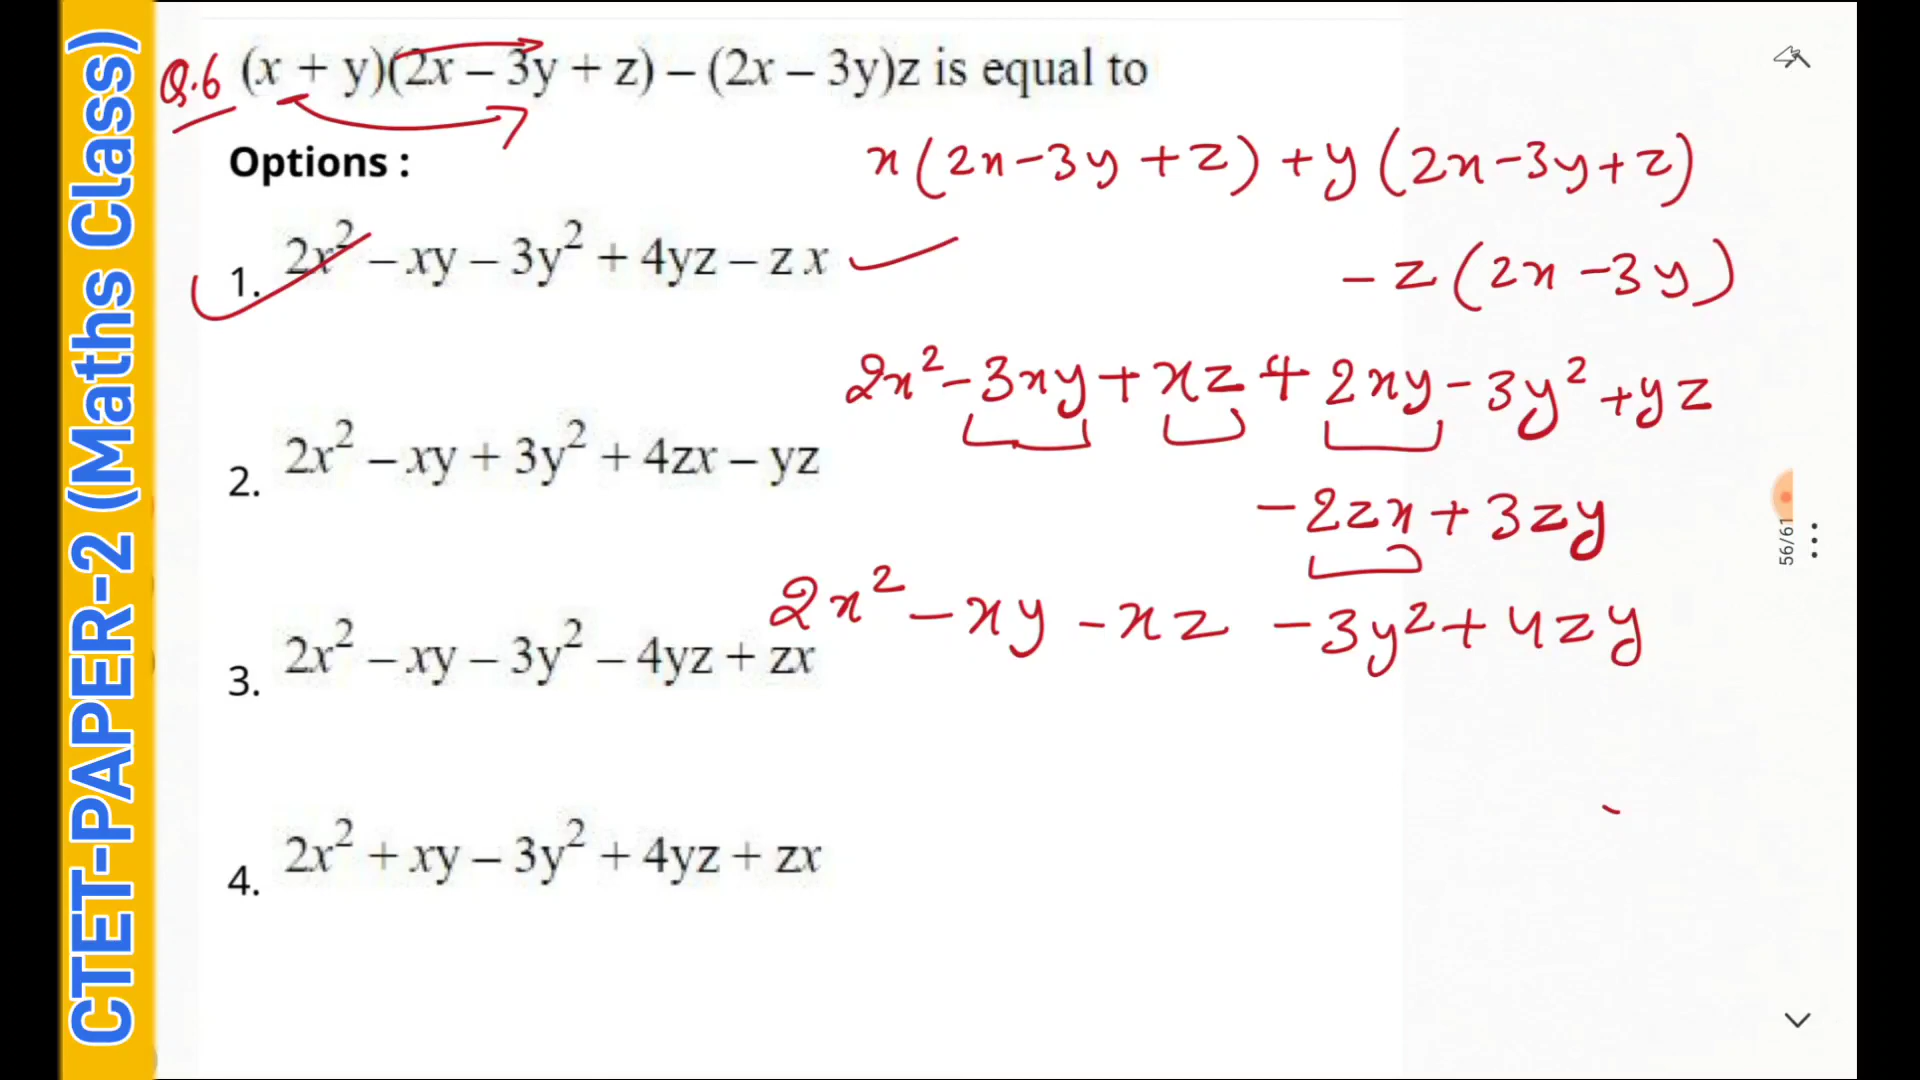 CTET-PAPER-2 (Maths Class)
Q.6 (x + y)(2x – 3y + z) – (2x – 3y)z is equal to
Options :
1. 2x² – xy – 3y² + 4yz – z x
2. 2x² – xy + 3y² + 4zx – yz
3. 2x² – xy – 3y² – 4yz + zx
4. 2x² + xy – 3y² + 4yz + zx
x(2x-3y+z)+y(2x-3y+z)
-z(2x-3y)
2x²-3xy+xz+2xy-3y²+yz
-2zx+3zy
2x²-xy-xz-3y²+4zy
56/61